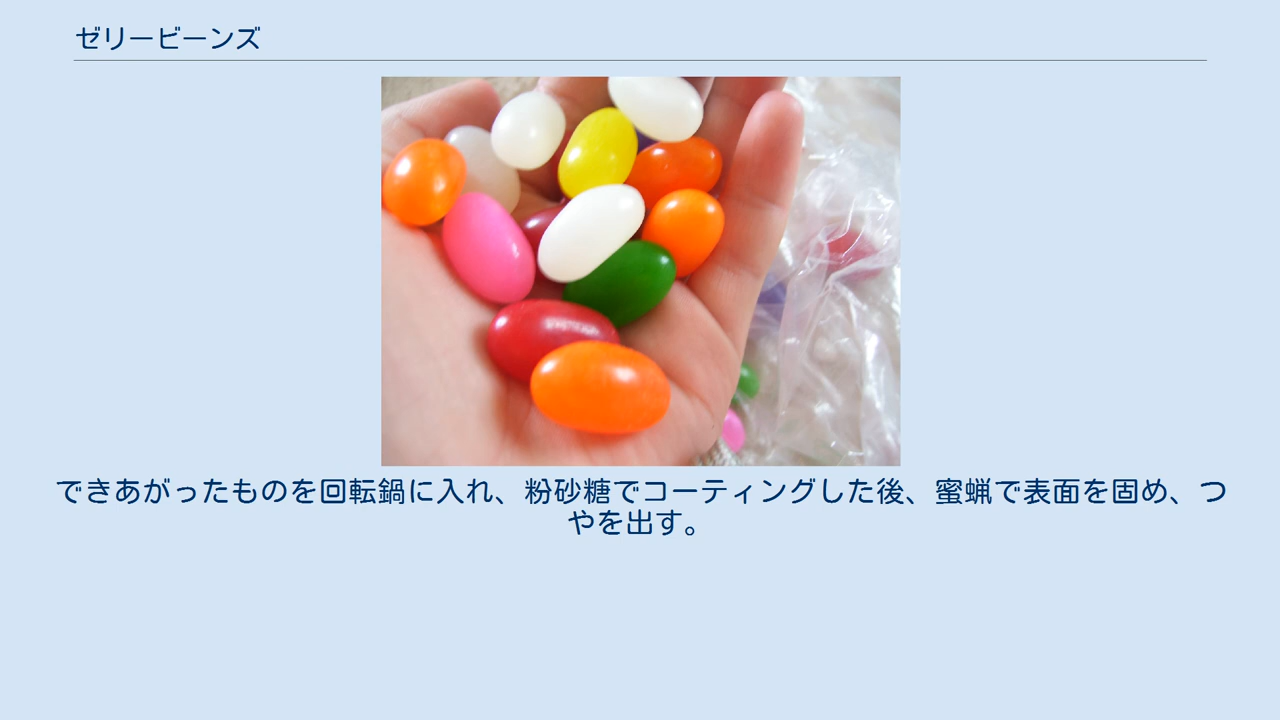 ゼリービーンズ
できあがったものを回転鍋に入れ、粉砂糖でコーティングした後、蜜蝋で表面を固め、つ
やを出す。